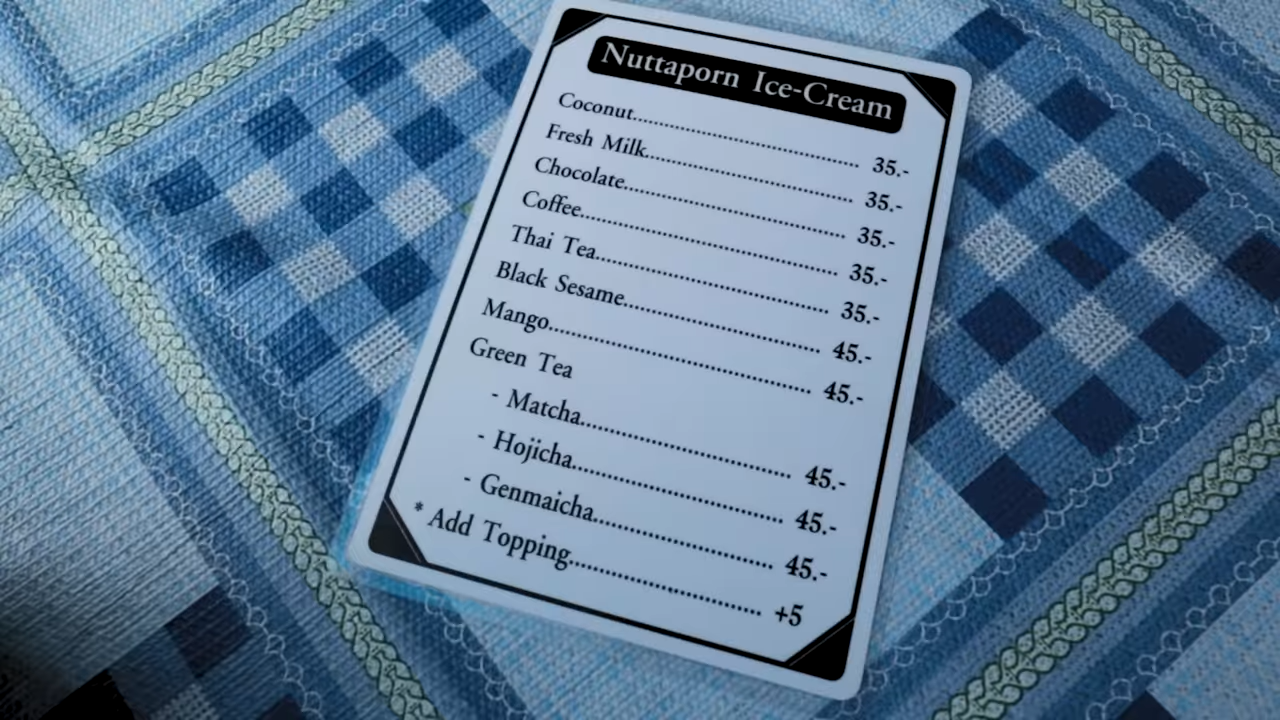 Nuttaporn Ice-Cream
Coconut........................................ 35.-
Fresh Milk..................................... 35.-
Chocolate...................................... 35.-
Coffee............................................ 35.-
Thai Tea......................................... 35.-
Black Sesame.................................. 45.-
Mango............................................. 45.-
Green Tea
- Matcha...................................... 45.-
- Hojicha...................................... 45.-
- Genmaicha................................ 45.-
* Add Topping................................. +5